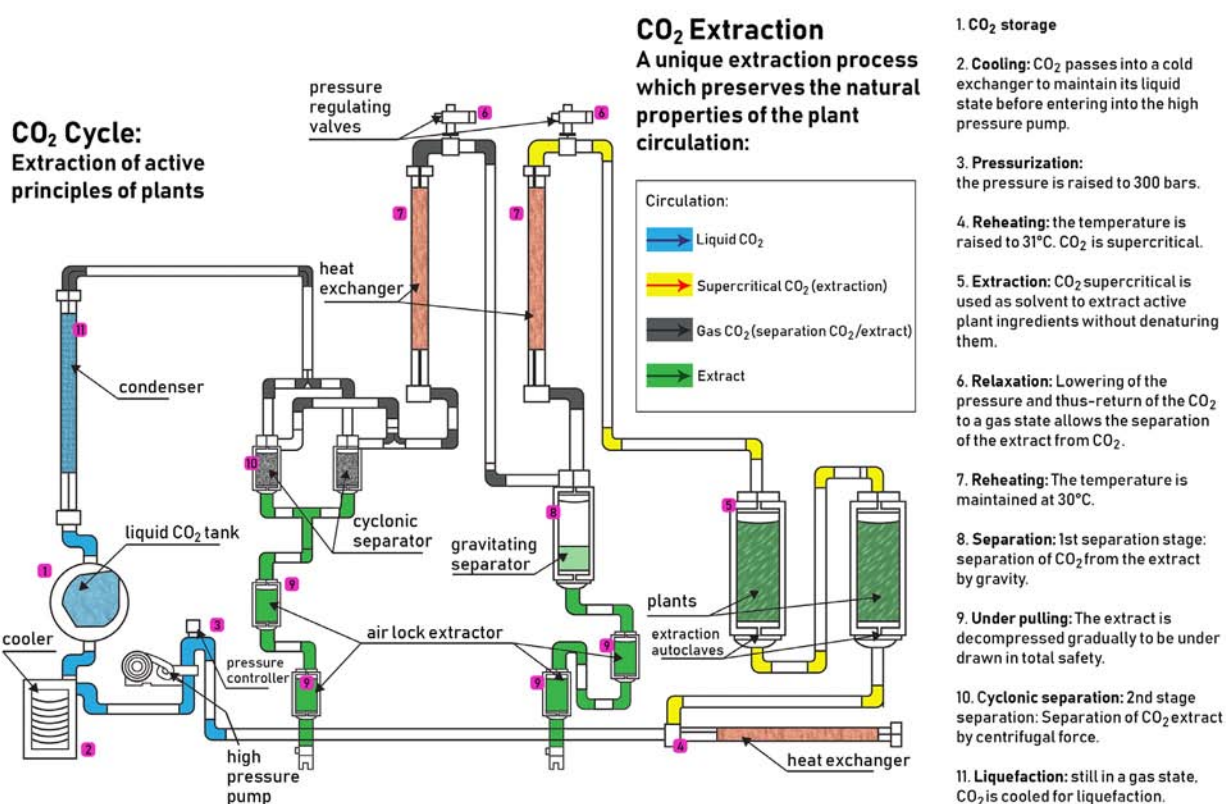 CO₂ Cycle:
Extraction of active
principles of plants
CO₂ Extraction
A unique extraction process
which preserves the natural
properties of the plant
circulation:
Circulation:
Liquid CO₂
Supercritical CO₂ (extraction)
Gas CO₂ (separation CO₂/extract)
Extract
pressure
regulating
valves
6
6
7
7
heat
exchanger
11
condenser
10
cyclonic
separator
liquid CO₂ tank
1
8
gravitating
separator
5
plants
extraction
autoclaves
9
air lock extractor
9
9
9
cooler
2
3
pressure
controller
high
pressure
pump
4
heat exchanger
1. CO₂ storage
2. Cooling: CO₂ passes into a cold
exchanger to maintain its liquid
state before entering into the high
pressure pump.
3. Pressurization:
the pressure is raised to 300 bars.
4. Reheating: the temperature is
raised to 31°C. CO₂ is supercritical.
5. Extraction: CO₂ supercritical is
used as solvent to extract active
plant ingredients without denaturing
them.
6. Relaxation: Lowering of the
pressure and thus-return of the CO₂
to a gas state allows the separation
of the extract from CO₂.
7. Reheating: The temperature is
maintained at 30°C.
8. Separation: 1st separation stage:
separation of CO₂ from the extract
by gravity.
9. Under pulling: The extract is
decompressed gradually to be under
drawn in total safety.
10. Cyclonic separation: 2nd stage
separation: Separation of CO₂ extract
by centrifugal force.
11. Liquefaction: still in a gas state,
CO₂ is cooled for liquefaction.